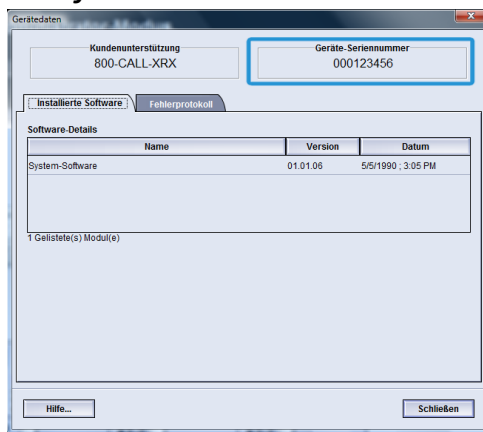 Gerätedaten
Kundenunterstützung
800-CALL-XRX
Geräte-Seriennummer
000123456
Installierte Software
Fehlerprotokoll
Software-Details
Name Version Datum
System-Software 01.01.06 5/5/1990 ; 3:05 PM
1 Gelistete(s) Modul(e)
Hilfe...
Schließen